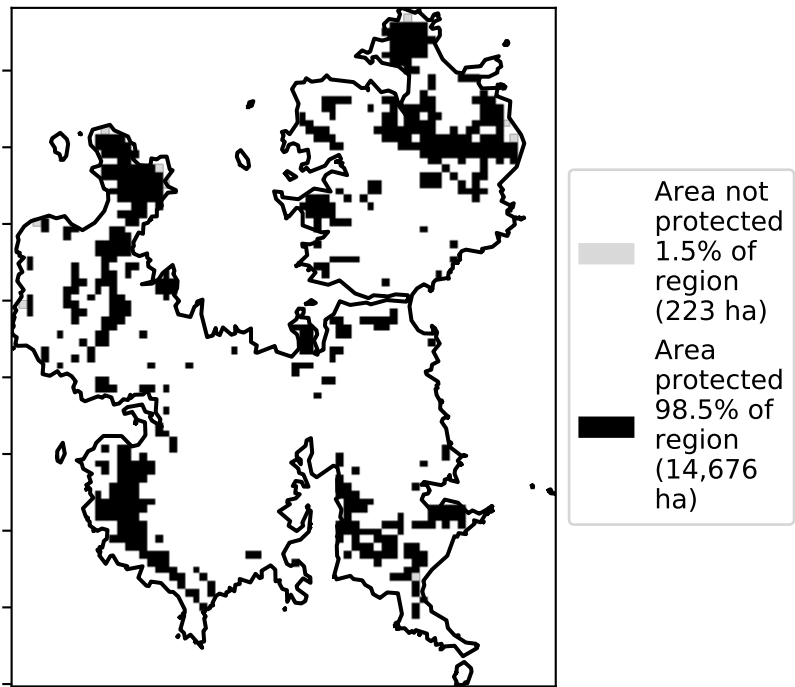 Area not
protected
1.5% of
region
(223 ha)
Area
protected
98.5% of
region
(14,676
ha)